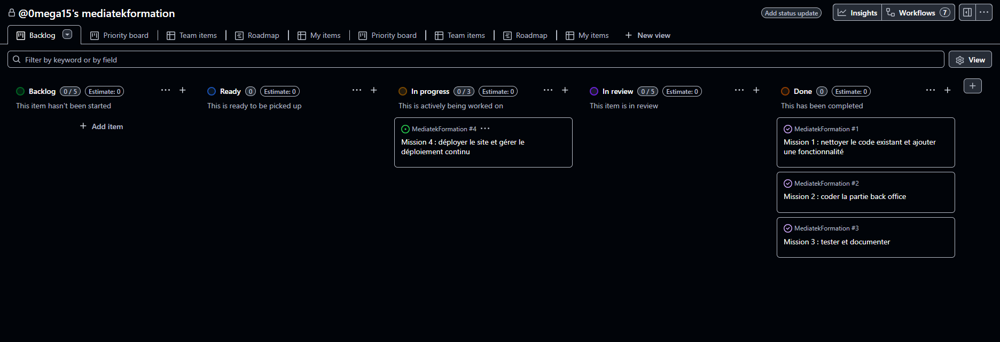 @0mega15's mediatekformation
Add status update
Insights
Workflows 7
Backlog
Priority board
Team items
Roadmap
My items
Priority board
Team items
Roadmap
My items
New view
Filter by keyword or by field
View
Backlog 0 / 5 Estimate: 0
This item hasn't been started
Add item
Ready 0 Estimate: 0
This is ready to be picked up
In progress 0 / 3 Estimate: 0
This is actively being worked on
MediatekFormation #4
Mission 4 : déployer le site et gérer le
déploiement continu
In review 0 / 5 Estimate: 0
This item is in review
Done 0 Estimate: 0
This has been completed
MediatekFormation #1
Mission 1 : nettoyer le code existant et ajouter
une fonctionnalité
MediatekFormation #2
Mission 2 : coder la partie back office
MediatekFormation #3
Mission 3 : tester et documenter